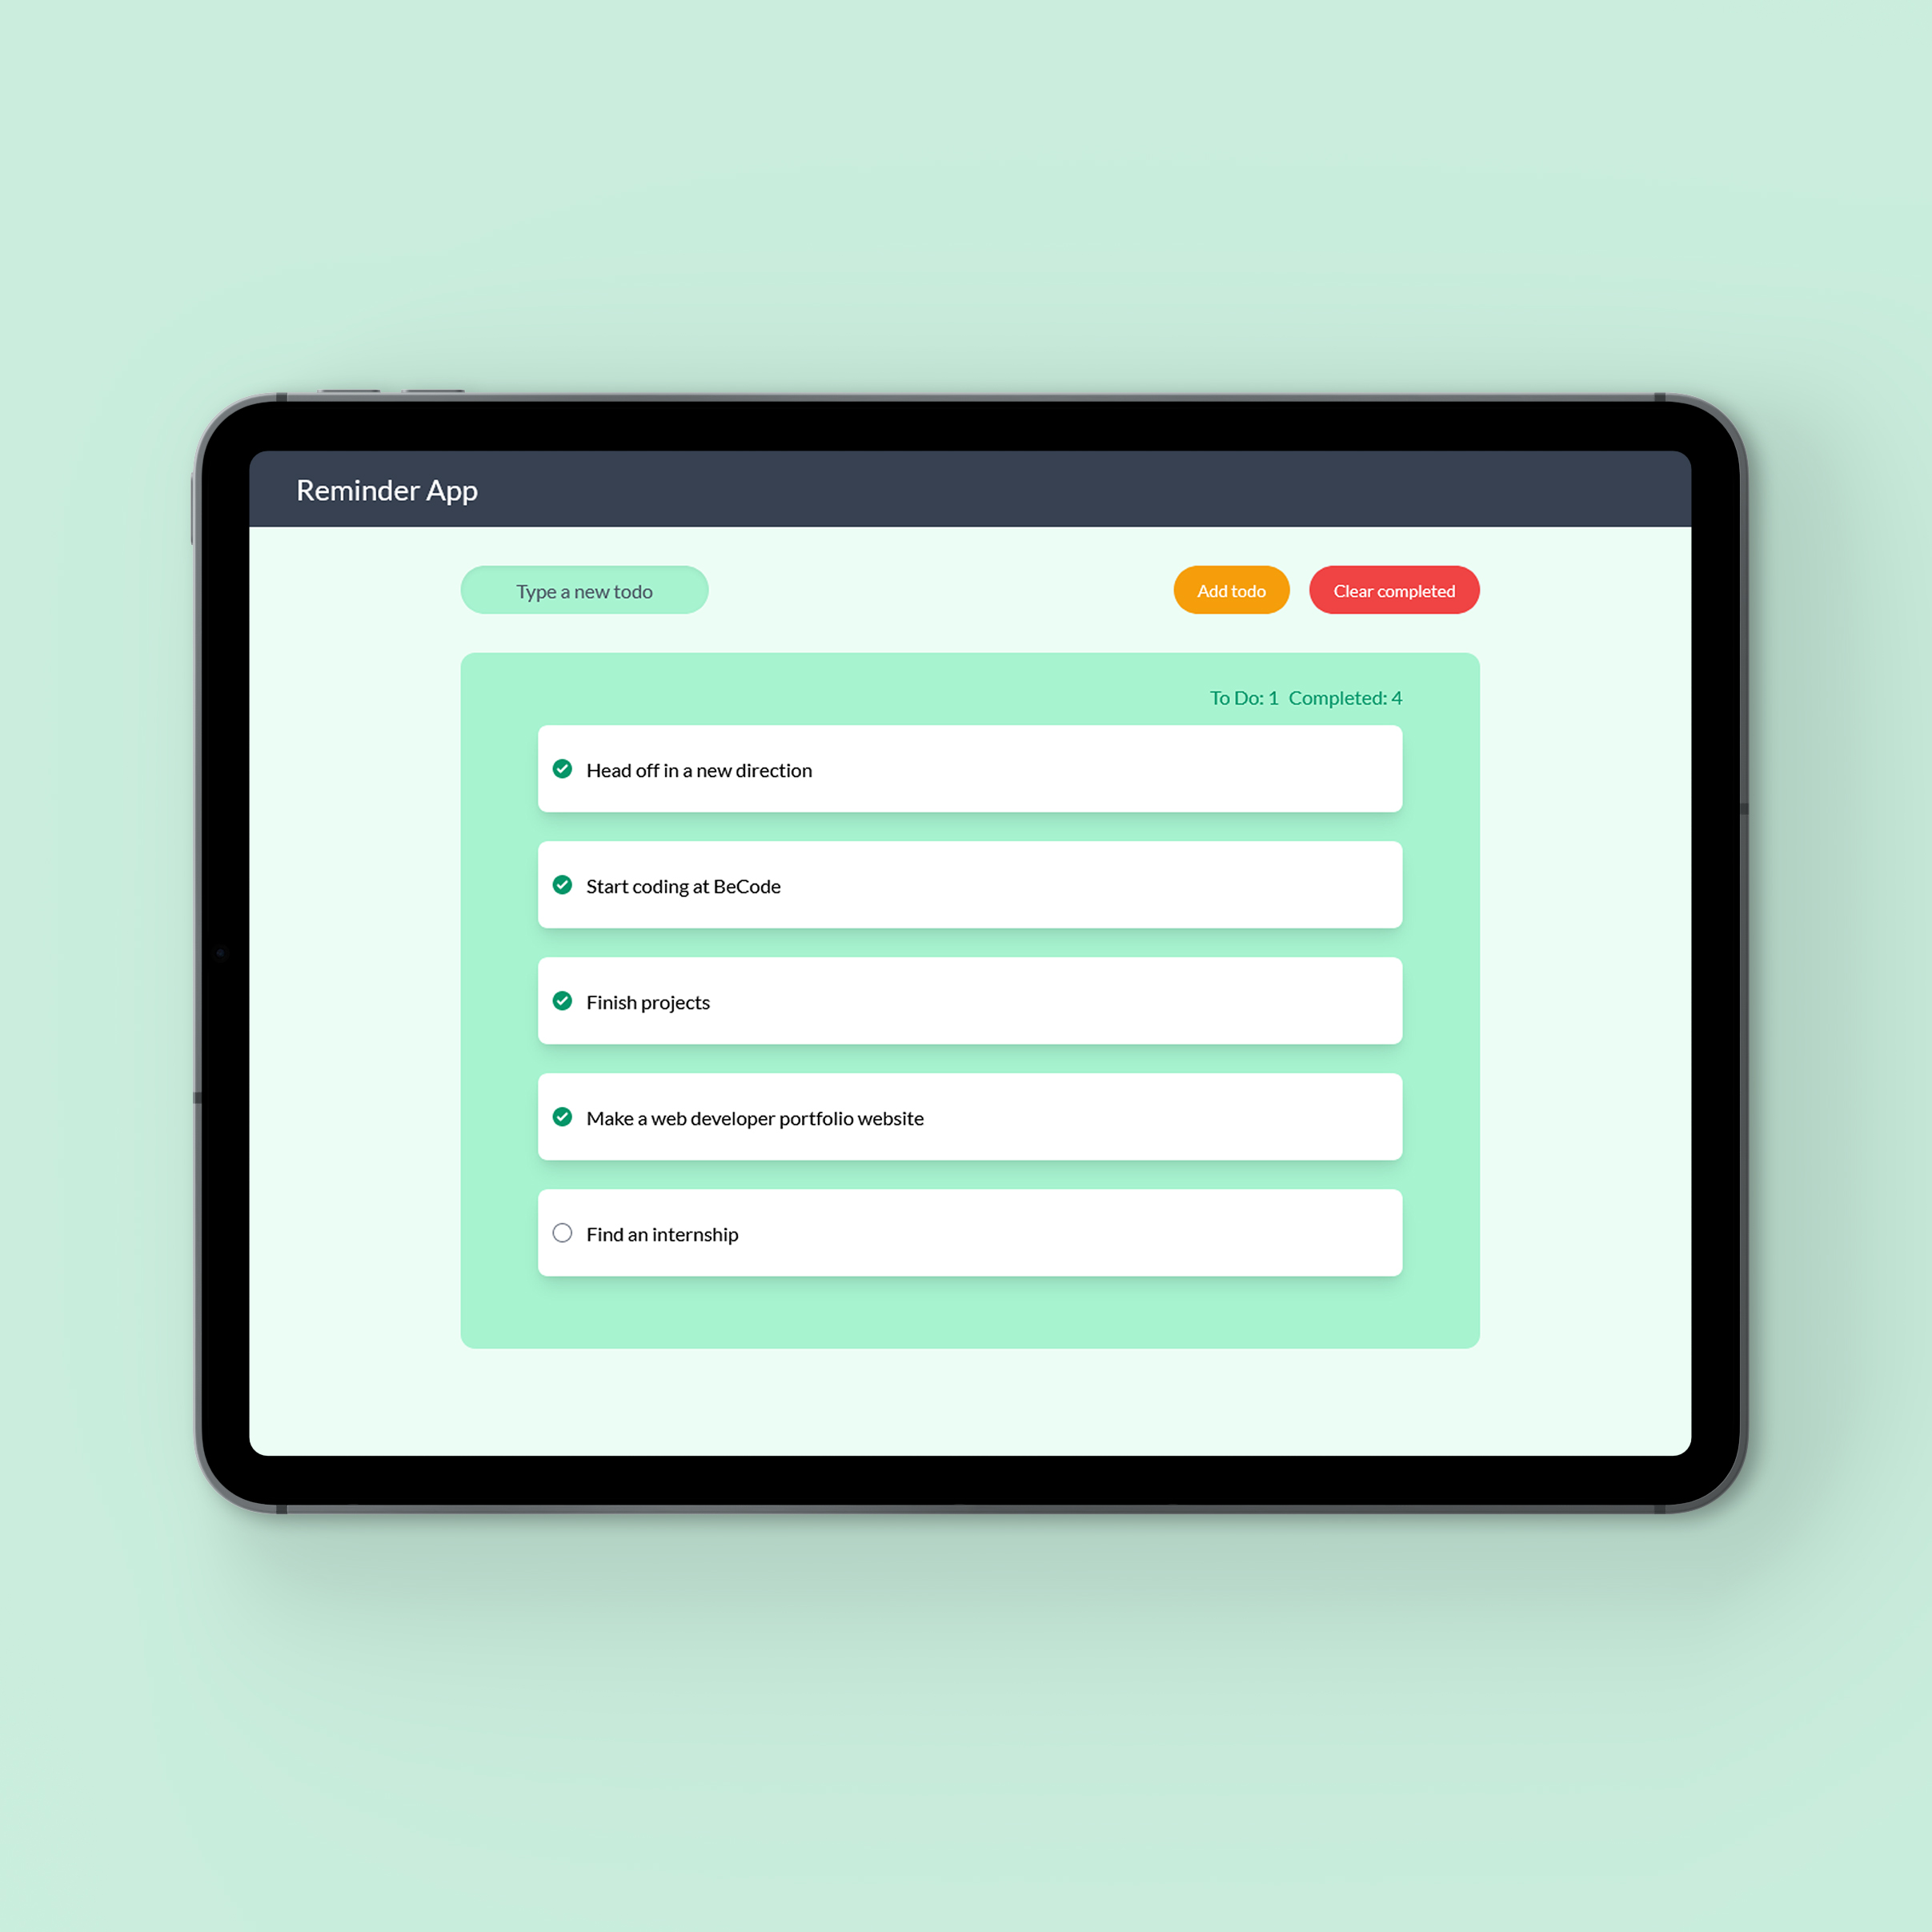 Reminder App
Type a new todo
Add todo
Clear completed
To Do: 1 Completed: 4
Head off in a new direction
Start coding at BeCode
Finish projects
Make a web developer portfolio website
Find an internship